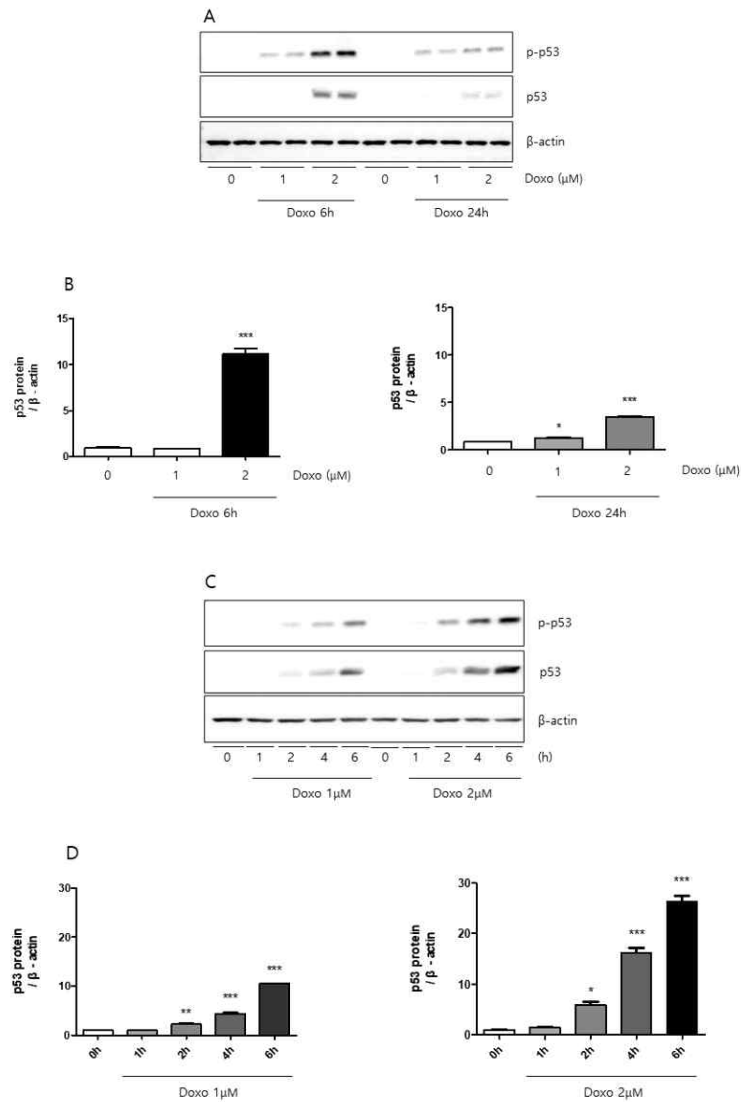 A
p-p53
p53
β-actin
0 1 2 0 1 2 Doxo (μM)
Doxo 6h Doxo 24h
B
p53 protein
/ β - actin
15
10
5
0
***
0 1 2 Doxo (μM)
Doxo 6h
p53 protein
/ β - actin
15
10
5
0
*
***
0 1 2 Doxo (μM)
Doxo 24h
C
p-p53
p53
β-actin
0 1 2 4 6 0 1 2 4 6 (h)
Doxo 1μM Doxo 2μM
D
p53 protein
/ β - actin
30
20
10
0
**
***
***
0h 1h 2h 4h 6h
Doxo 1μM
p53 protein
/ β - actin
30
20
10
0
*
***
***
0h 1h 2h 4h 6h
Doxo 2μM